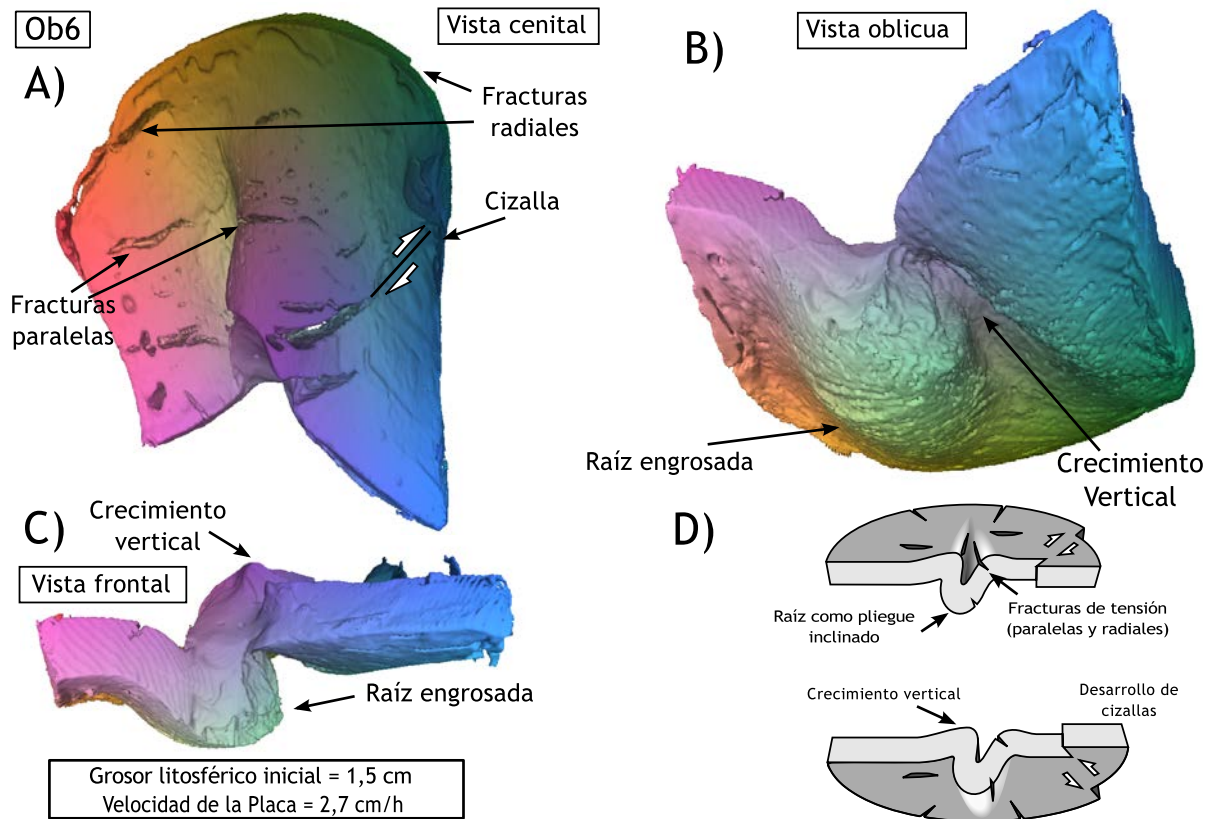 Ob6
Vista cenital
A)
Fracturas
radiales
Cizalla
Fracturas
paralelas
Vista oblicua
B)
Raíz engrosada
Crecimiento
Vertical
C)
Crecimiento
vertical
Vista frontal
Raíz engrosada
Grosor litosférico inicial = 1,5 cm
Velocidad de la Placa = 2,7 cm/h
D)
Raíz como pliegue
inclinado
Fracturas de tensión
(paralelas y radiales)
Crecimiento vertical
Desarrollo de
cizallas